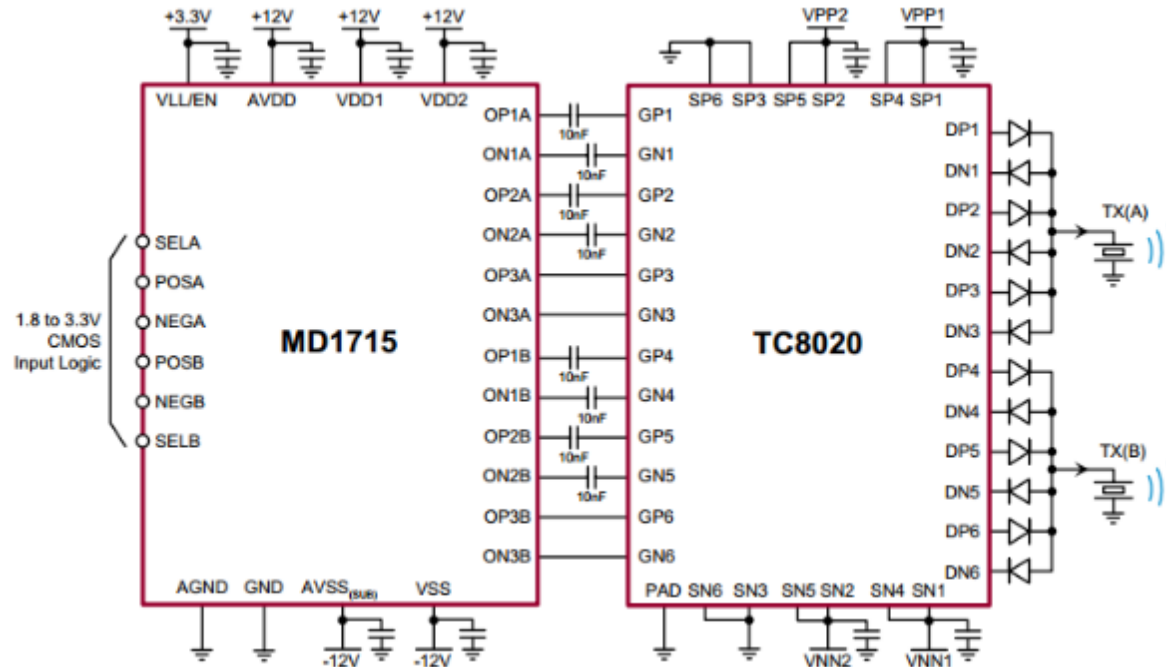 +3.3V +12V +12V +12V
VPP2 VPP1
VLL/EN AVDD VDD1 VDD2
SP6 SP3 SP5 SP2 SP4 SP1
OP1A 10nF GP1
ON1A 10nF GN1
OP2A 10nF GP2
ON2A 10nF GN2
OP3A GP3
ON3A GN3
OP1B 10nF GP4
ON1B 10nF GN4
OP2B 10nF GP5
ON2B 10nF GN5
OP3B GP6
ON3B GN6
SELA
POSA
NEGA
POSB
NEGB
SELB
1.8 to 3.3V
CMOS
Input Logic
MD1715
TC8020
DP1
DN1
DP2
DN2
DP3
DN3
DP4
DN4
DP5
DN5
DP6
DN6
TX(A)
TX(B)
AGND GND AVSS(SUB) VSS
PAD SN6 SN3 SN5 SN2 SN4 SN1
-12V -12V
VNN2 VNN1